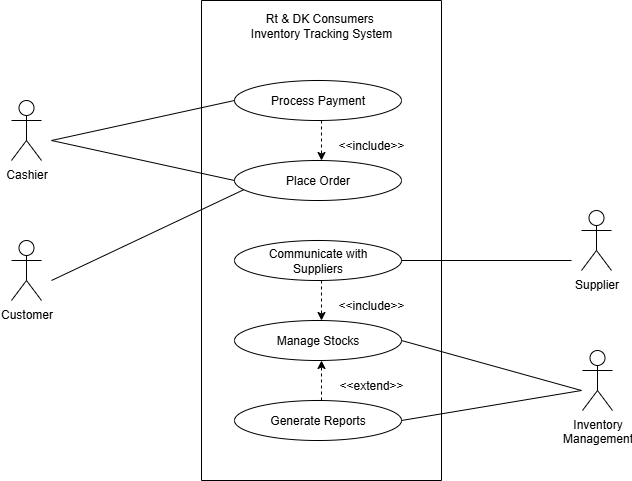 Rt & DK Consumers
Inventory Tracking System
Process Payment
<<include>>
Cashier
Place Order
Communicate with
Suppliers
Supplier
<<include>>
Customer
Manage Stocks
<<extend>>
Generate Reports
Inventory
Management